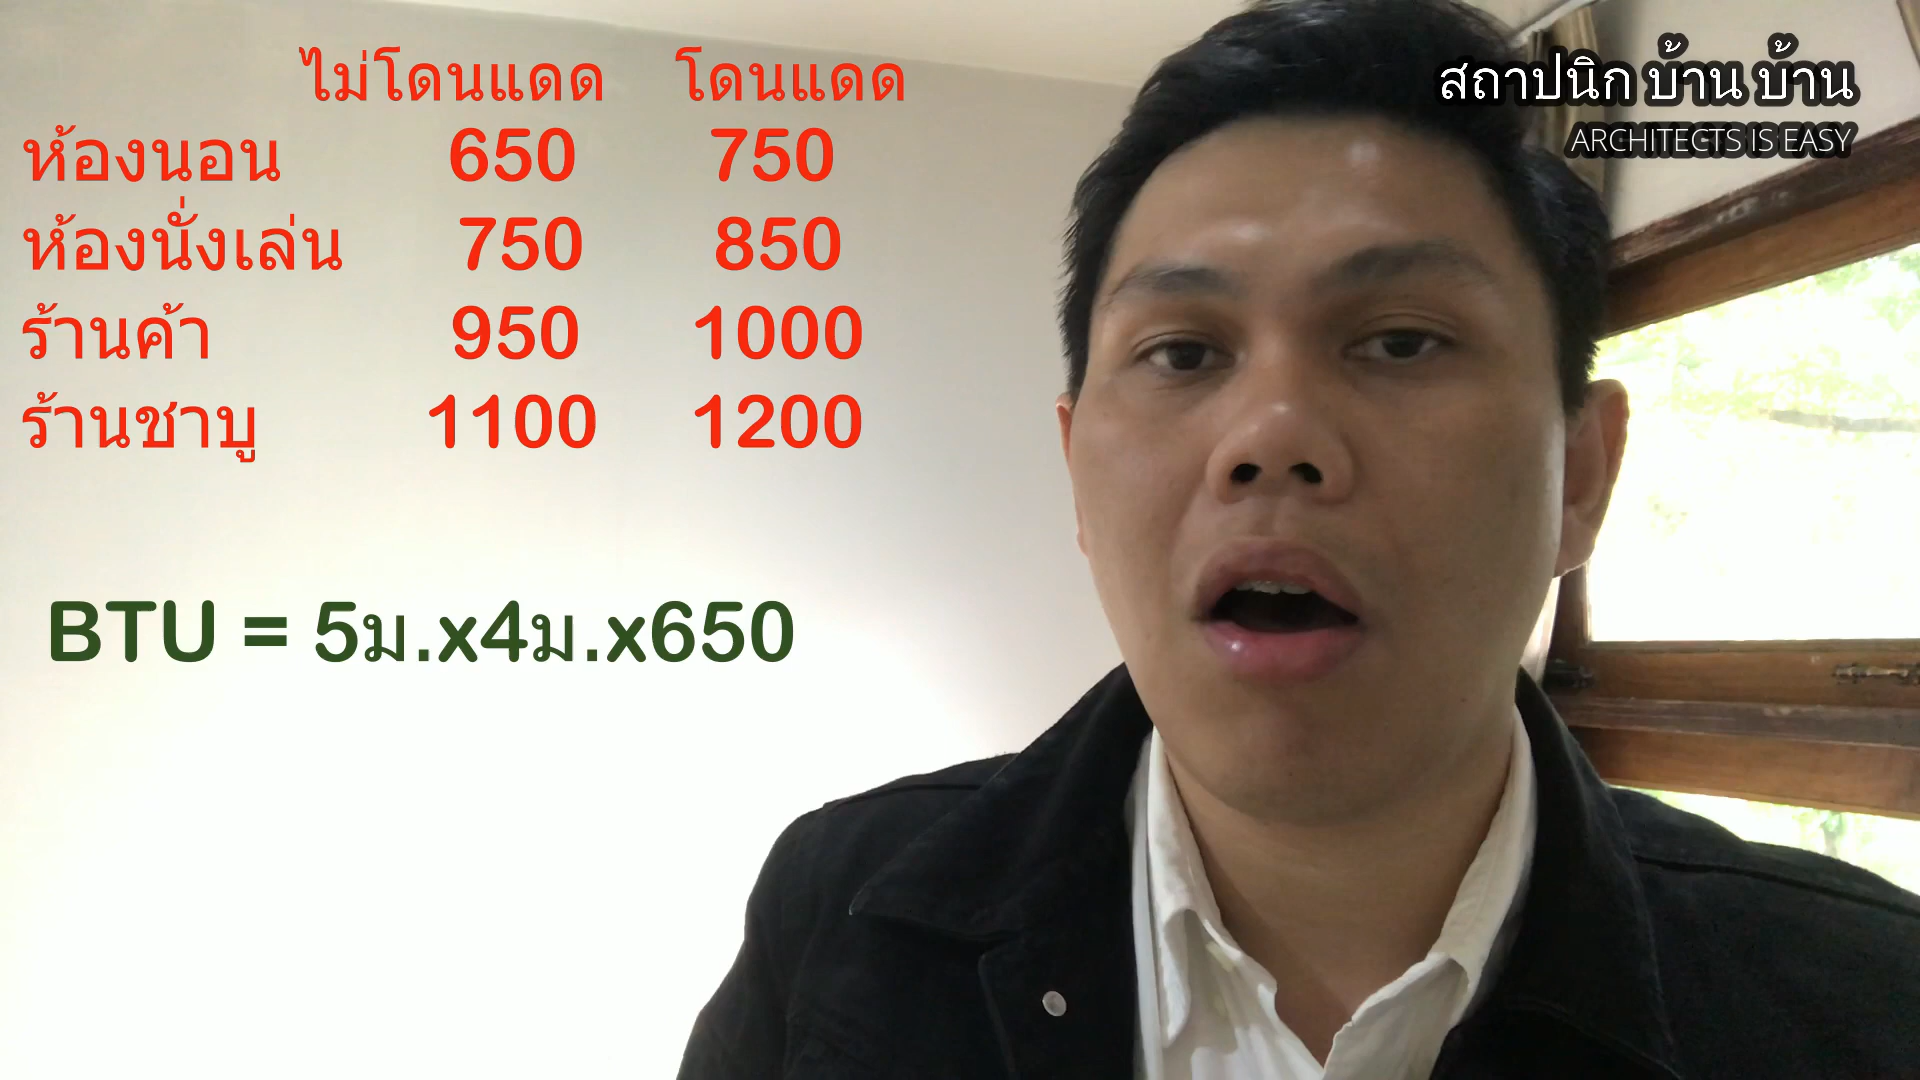 ไม่โดนแดด โดนแดด
ห้องนอน 650 750
ห้องนั่งเล่น 750 850
ร้านค้า 950 1000
ร้านชาบู 1100 1200
BTU = 5ม.x4ม.x650
สถาปนิก บ้าน บ้าน
ARCHITECTS IS EASY